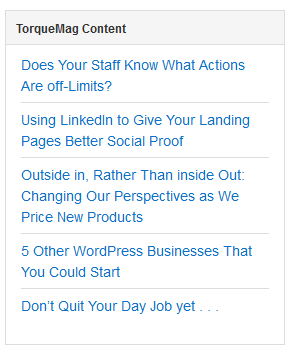 TorqueMag Content
Does Your Staff Know What Actions
Are off-Limits?
Using LinkedIn to Give Your Landing
Pages Better Social Proof
Outside in, Rather Than inside Out:
Changing Our Perspectives as We
Price New Products
5 Other WordPress Businesses That
You Could Start
Don’t Quit Your Day Job yet . . .